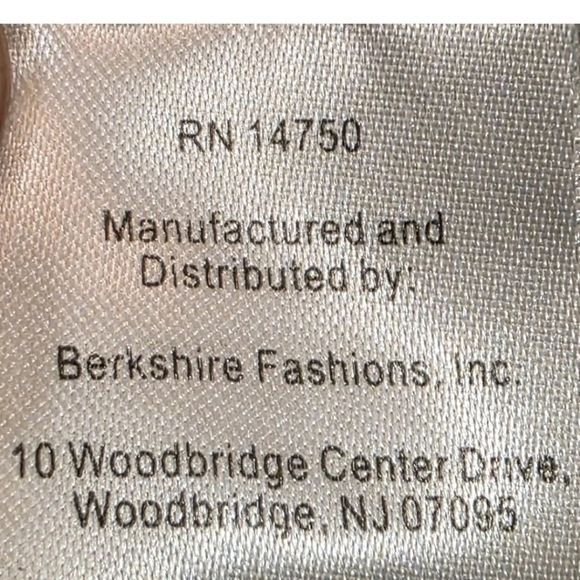 RN 14750
Manufactured and
Distributed by:
Berkshire Fashions, Inc.
10 Woodbridge Center Drive,
Woodbridge, NJ 07095